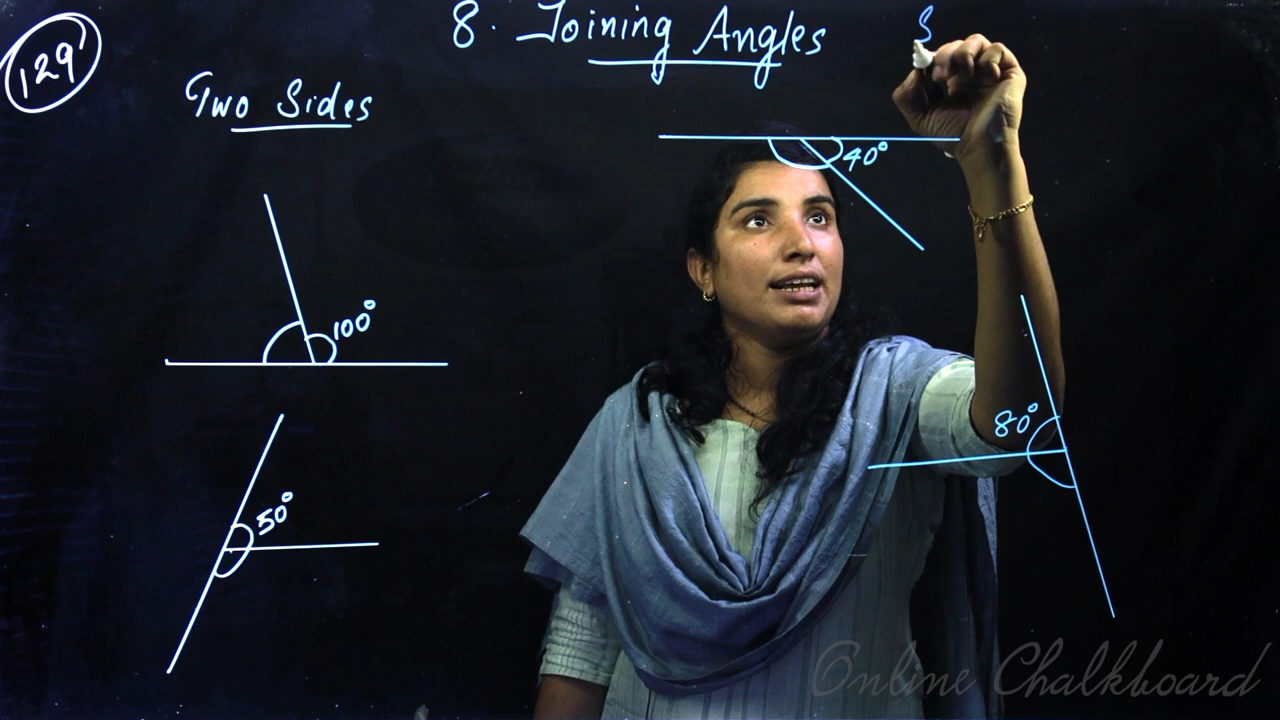 129
8. Joining Angles
S
Two Sides
40°
100°
80°
50°
Online Chalkboard